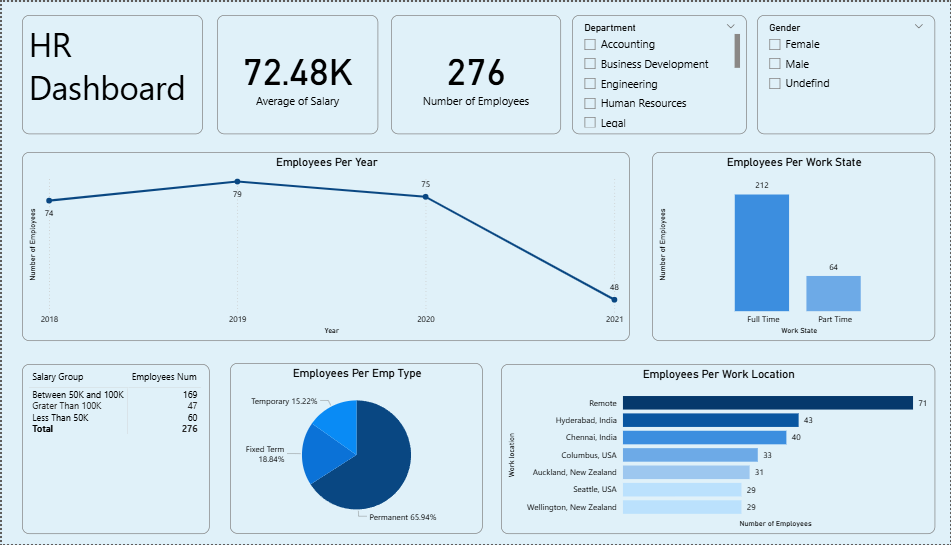 HR
Dashboard
72.48K
Average of Salary
276
Number of Employees
Department
Accounting
Business Development
Engineering
Human Resources
Legal
Gender
Female
Male
Undefind
Employees Per Year
Number of Employees
74
79
75
48
2018 2019 2020 2021
Year
Employees Per Work State
Number of Employees
212
64
Full Time Part Time
Work State
Salary Group Employees Num
Between 50K and 100K 169
Grater Than 100K 47
Less Than 50K 60
Total 276
Employees Per Emp Type
Temporary 15.22%
Fixed Term
18.84%
Permanent 65.94%
Employees Per Work Location
Work location
Remote 71
Hyderabad, India 43
Chennai, India 40
Columbus, USA 33
Auckland, New Zealand 31
Seattle, USA 29
Wellington, New Zealand 29
Number of Employees